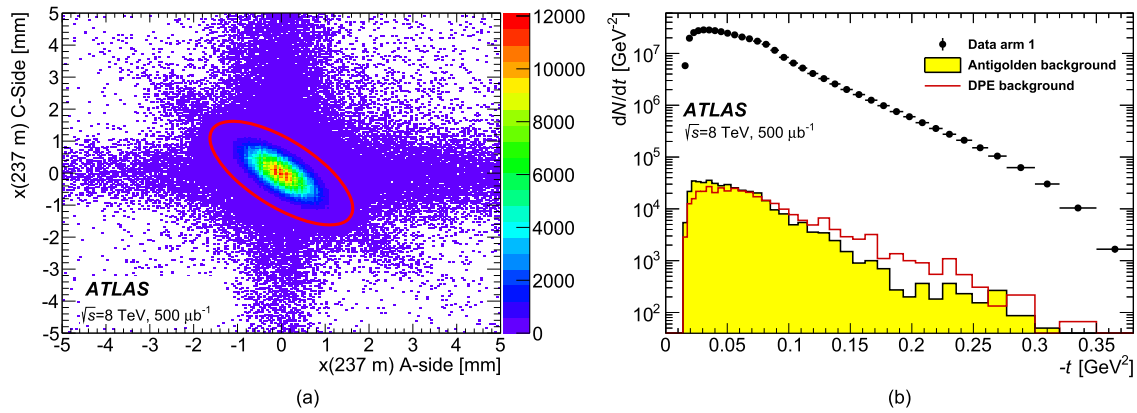 x(237 m) C-Side [mm]
5
4
3
2
1
0
-1
-2
-3
-4
-5
ATLAS
√s=8 TeV, 500 μb⁻¹
-5 -4 -3 -2 -1 0 1 2 3 4 5
x(237 m) A-side [mm]
12000
10000
8000
6000
4000
2000
0
(a)
dN/dt [GeV⁻²]
10⁷
10⁶
10⁵
10⁴
10³
10²
Data arm 1
Antigolden background
DPE background
ATLAS
√s=8 TeV, 500 μb⁻¹
0 0.05 0.1 0.15 0.2 0.25 0.3 0.35
-t [GeV²]
(b)